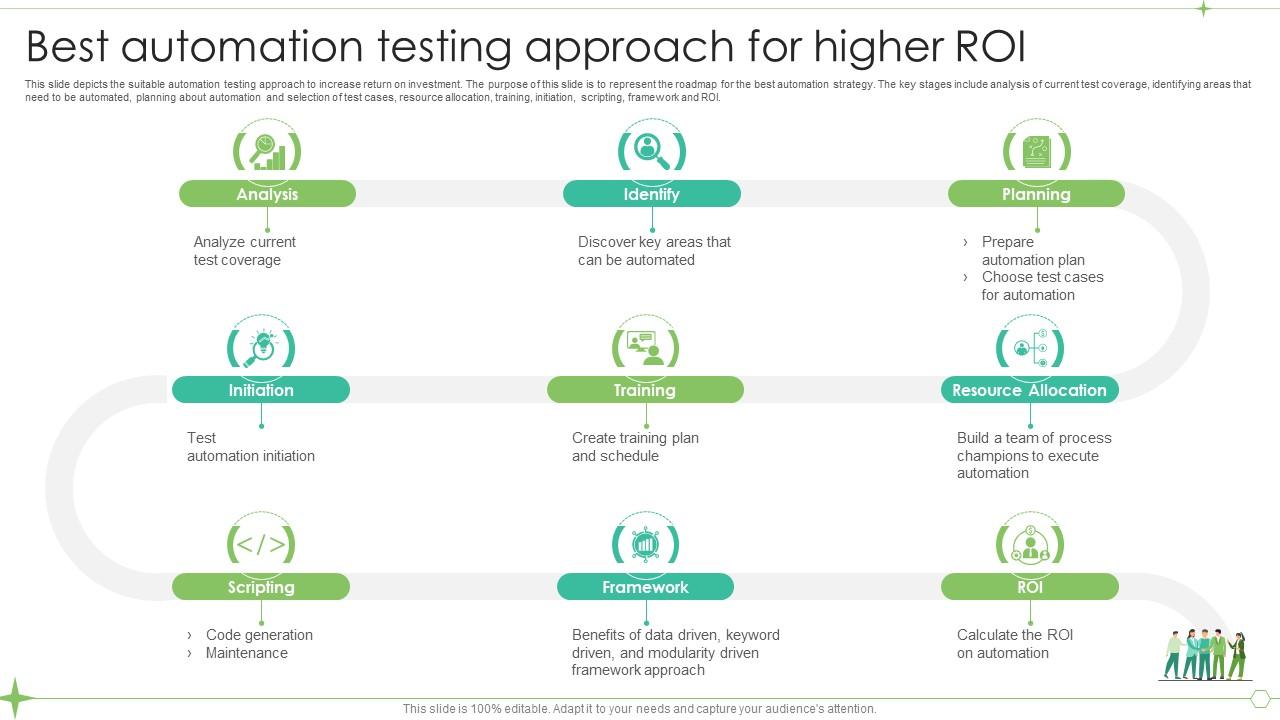 Best automation testing approach for higher ROI
This slide depicts the suitable automation testing approach to increase return on investment. The purpose of this slide is to represent the roadmap for the best automation strategy. The key stages include analysis of current test coverage, identifying areas that
need to be automated, planning about automation and selection of test cases, resource allocation, training, initiation, scripting, framework and ROI.
Analysis
Analyze current
test coverage
Identify
Discover key areas that
can be automated
Planning
› Prepare
automation plan
› Choose test cases
for automation
Initiation
Test
automation initiation
Training
Create training plan
and schedule
Resource Allocation
Build a team of process
champions to execute
automation
</>
Scripting
› Code generation
› Maintenance
Framework
Benefits of data driven, keyword
driven, and modularity driven
framework approach
ROI
Calculate the ROI
on automation
This slide is 100% editable. Adapt it to your needs and capture your audience's attention.